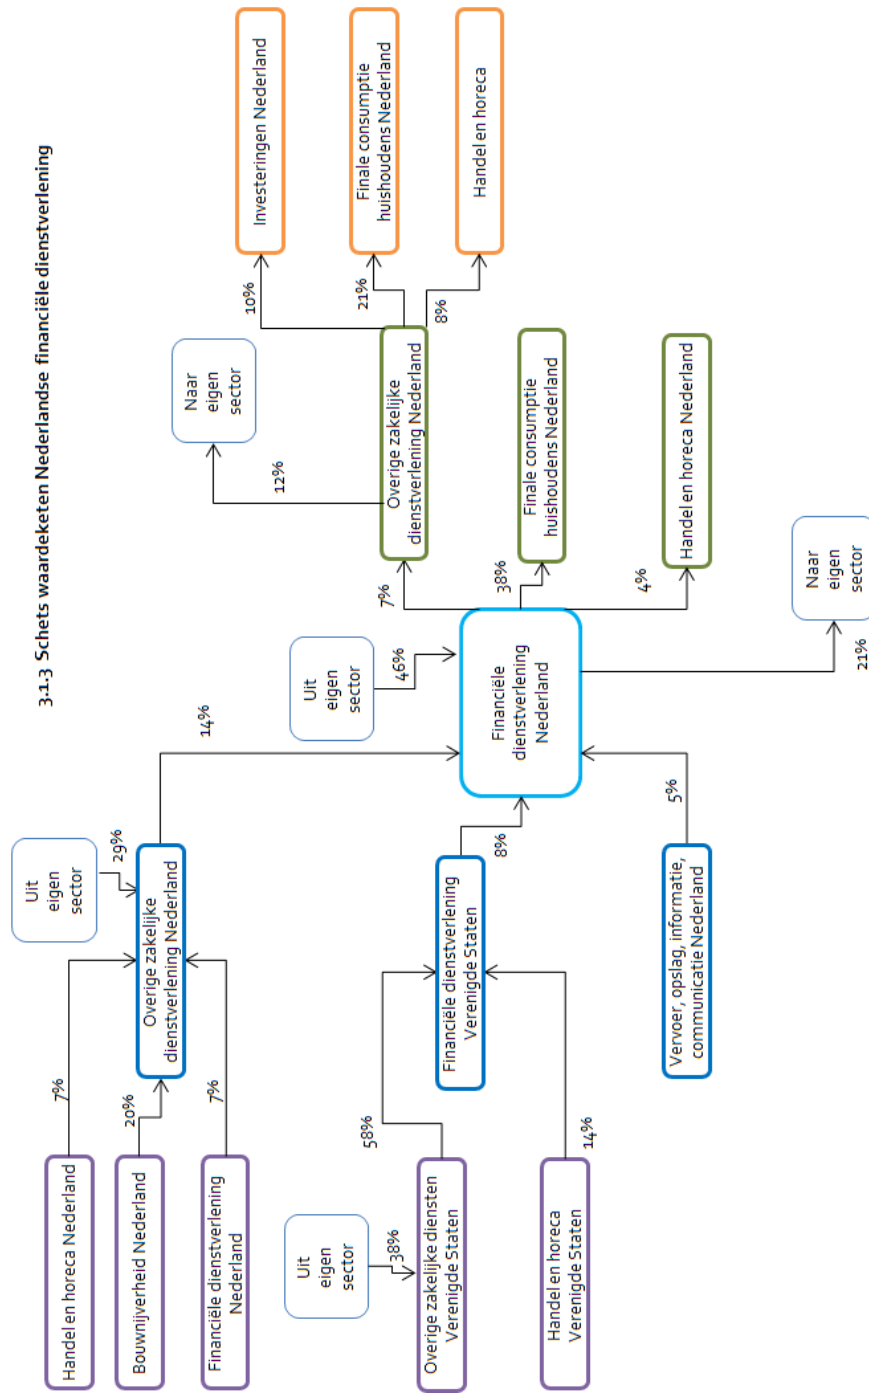 3.1.3 Schets waardeketen Nederlandse financiële dienstverlening
Handel en horeca Nederland
7%
Bouwnijverheid Nederland
20%
Financiële dienstverlening
Nederland
7%
Uit
eigen
sector
29%
Overige zakelijke
dienstverlening Nederland
14%
Uit
eigen
sector
38%
Overige zakelijke diensten
Verenigde Staten
58%
Handel en horeca
Verenigde Staten
14%
Financiële dienstverlening
Verenigde Staten
8%
Vervoer, opslag, informatie,
communicatie Nederland
5%
Uit
eigen
sector
46%
Financiële
dienstverlening
Nederland
7%
38%
4%
21%
Naar
eigen
sector
Overige zakelijke
dienstverlening Nederland
Finale consumptie
huishoudens Nederland
Handel en horeca Nederland
12%
Naar
eigen
sector
10%
21%
8%
Investeringen Nederland
Finale consumptie
huishoudens Nederland
Handel en horeca